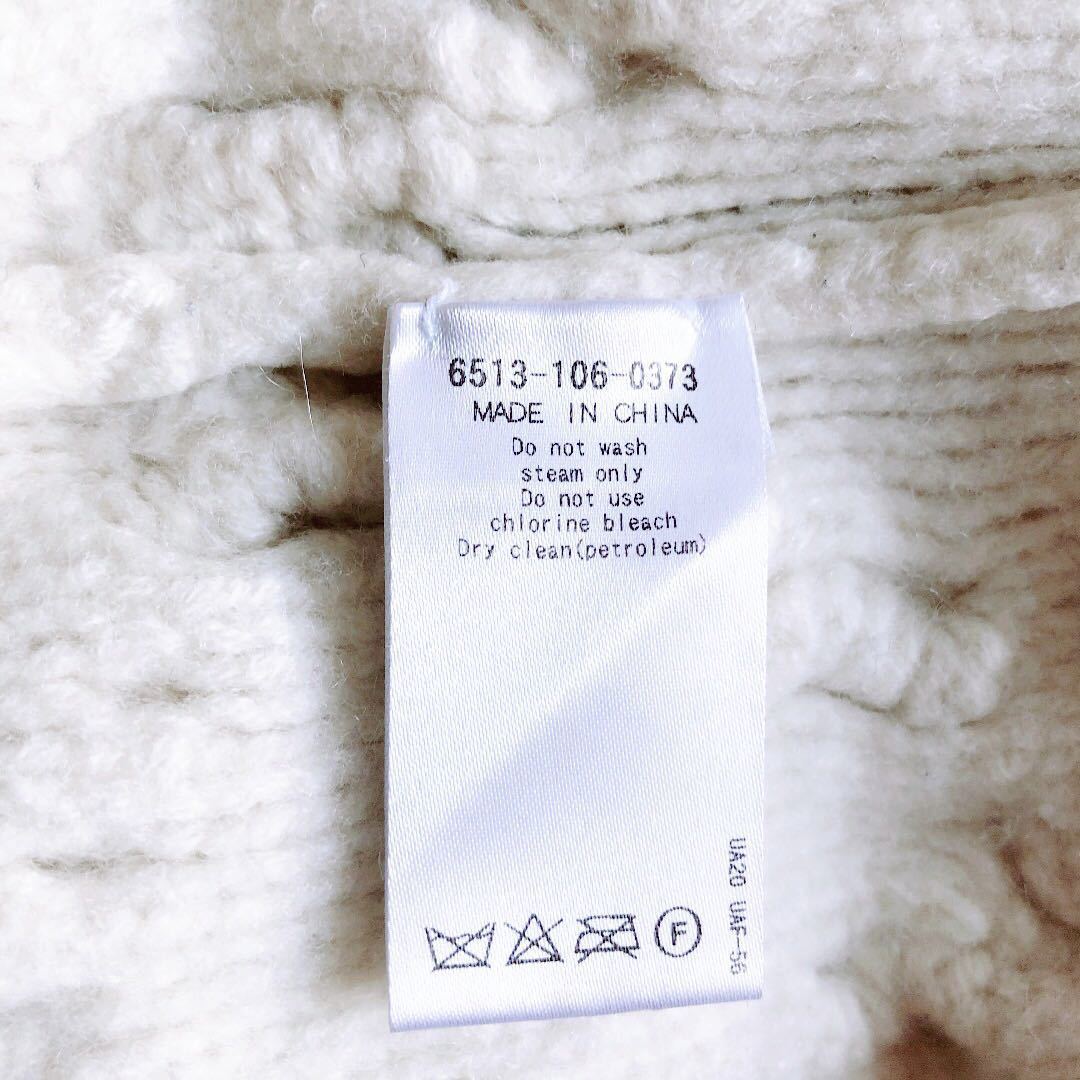 6513-106-0373
MADE IN CHINA
Do not wash
steam only
Do not use
chlorine bleach
Dry clean(petroleum)
UA20 UAF-56
F